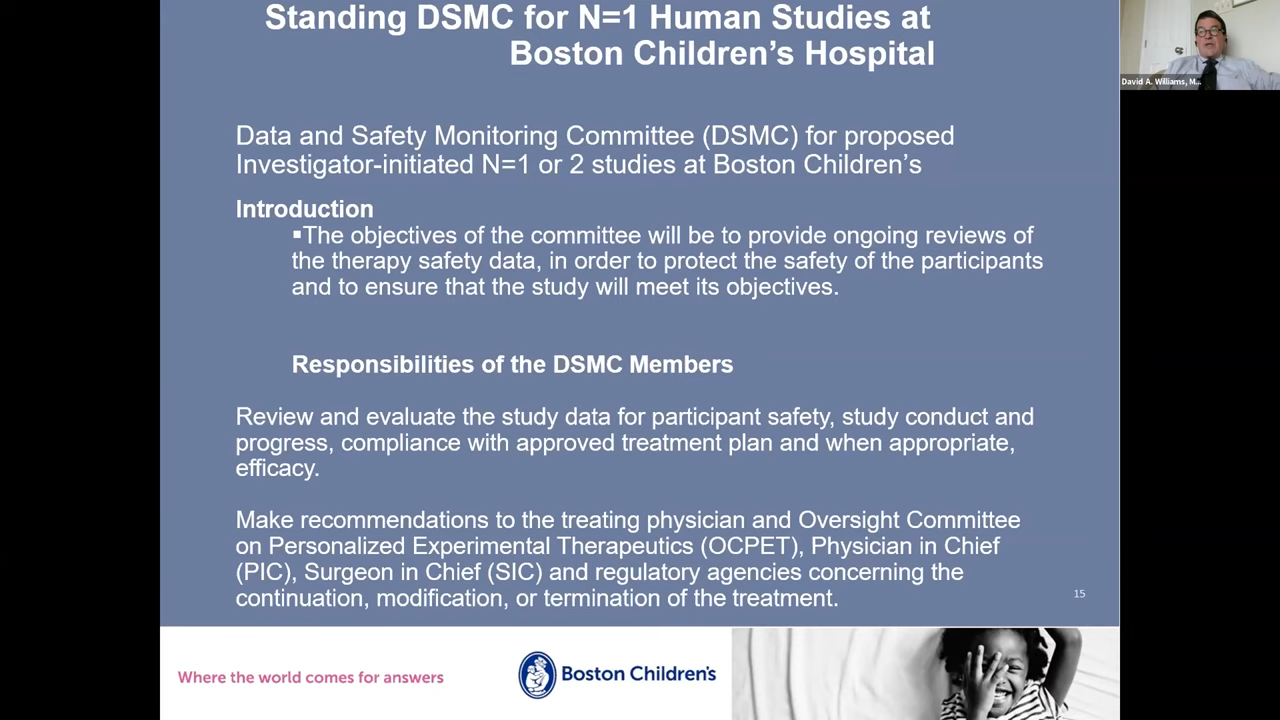 Standing DSMC for N=1 Human Studies at
Boston Children's Hospital
David A. Williams, M...
Data and Safety Monitoring Committee (DSMC) for proposed
Investigator-initiated N=1 or 2 studies at Boston Children's
Introduction
▪The objectives of the committee will be to provide ongoing reviews of
the therapy safety data, in order to protect the safety of the participants
and to ensure that the study will meet its objectives.
Responsibilities of the DSMC Members
Review and evaluate the study data for participant safety, study conduct and
progress, compliance with approved treatment plan and when appropriate,
efficacy.
Make recommendations to the treating physician and Oversight Committee
on Personalized Experimental Therapeutics (OCPET), Physician in Chief
(PIC), Surgeon in Chief (SIC) and regulatory agencies concerning the
continuation, modification, or termination of the treatment.
15
Where the world comes for answers
Boston Children's